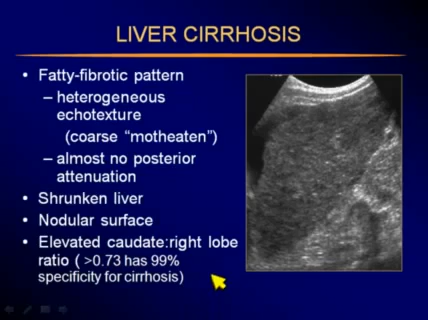 LIVER CIRRHOSIS
• Fatty-fibrotic pattern
– heterogeneous
echotexture
(coarse “motheaten”)
– almost no posterior
attenuation
• Shrunken liver
• Nodular surface
• Elevated caudate:right lobe
ratio ( >0.73 has 99%
specificity for cirrhosis)